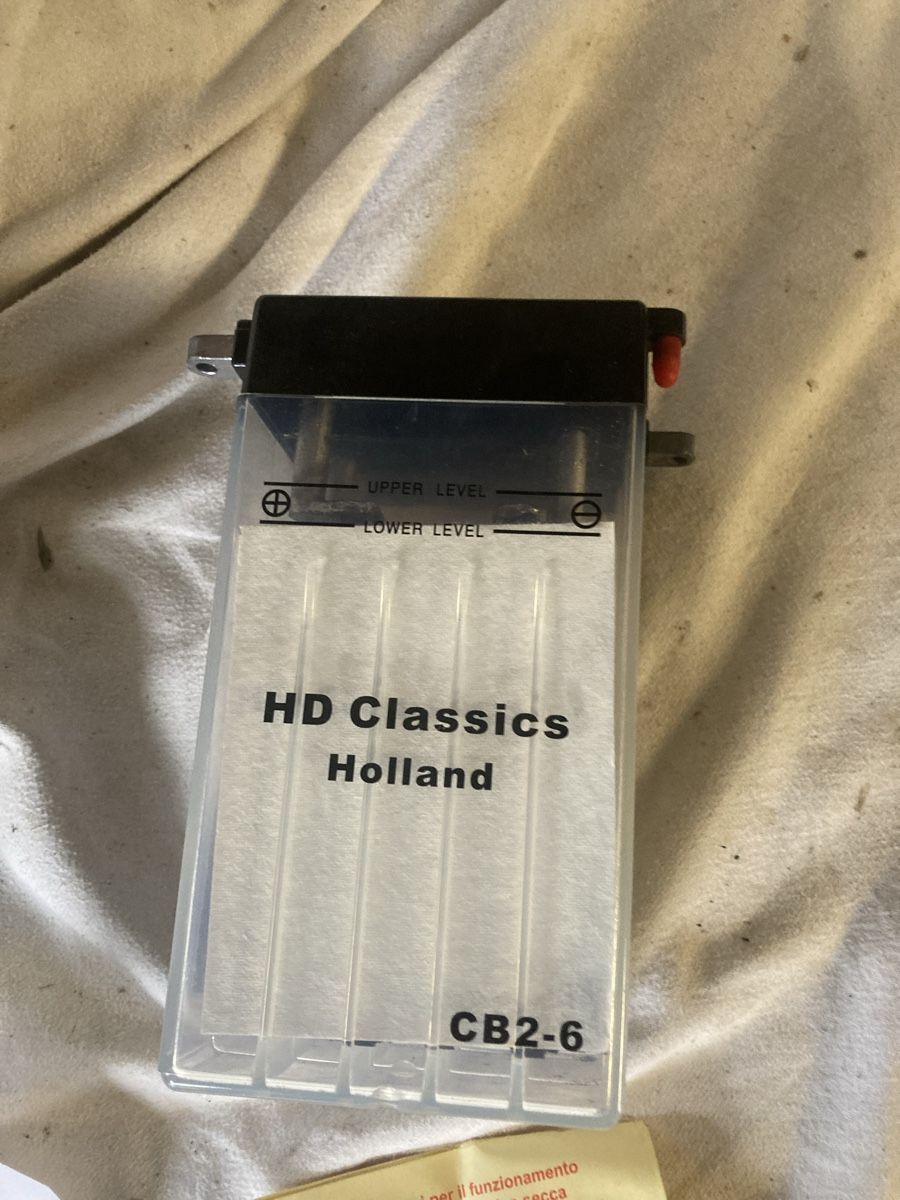 UPPER LEVEL
⊕ ⊖
LOWER LEVEL
HD Classics
Holland
CB2-6
per il funzionamento
secca